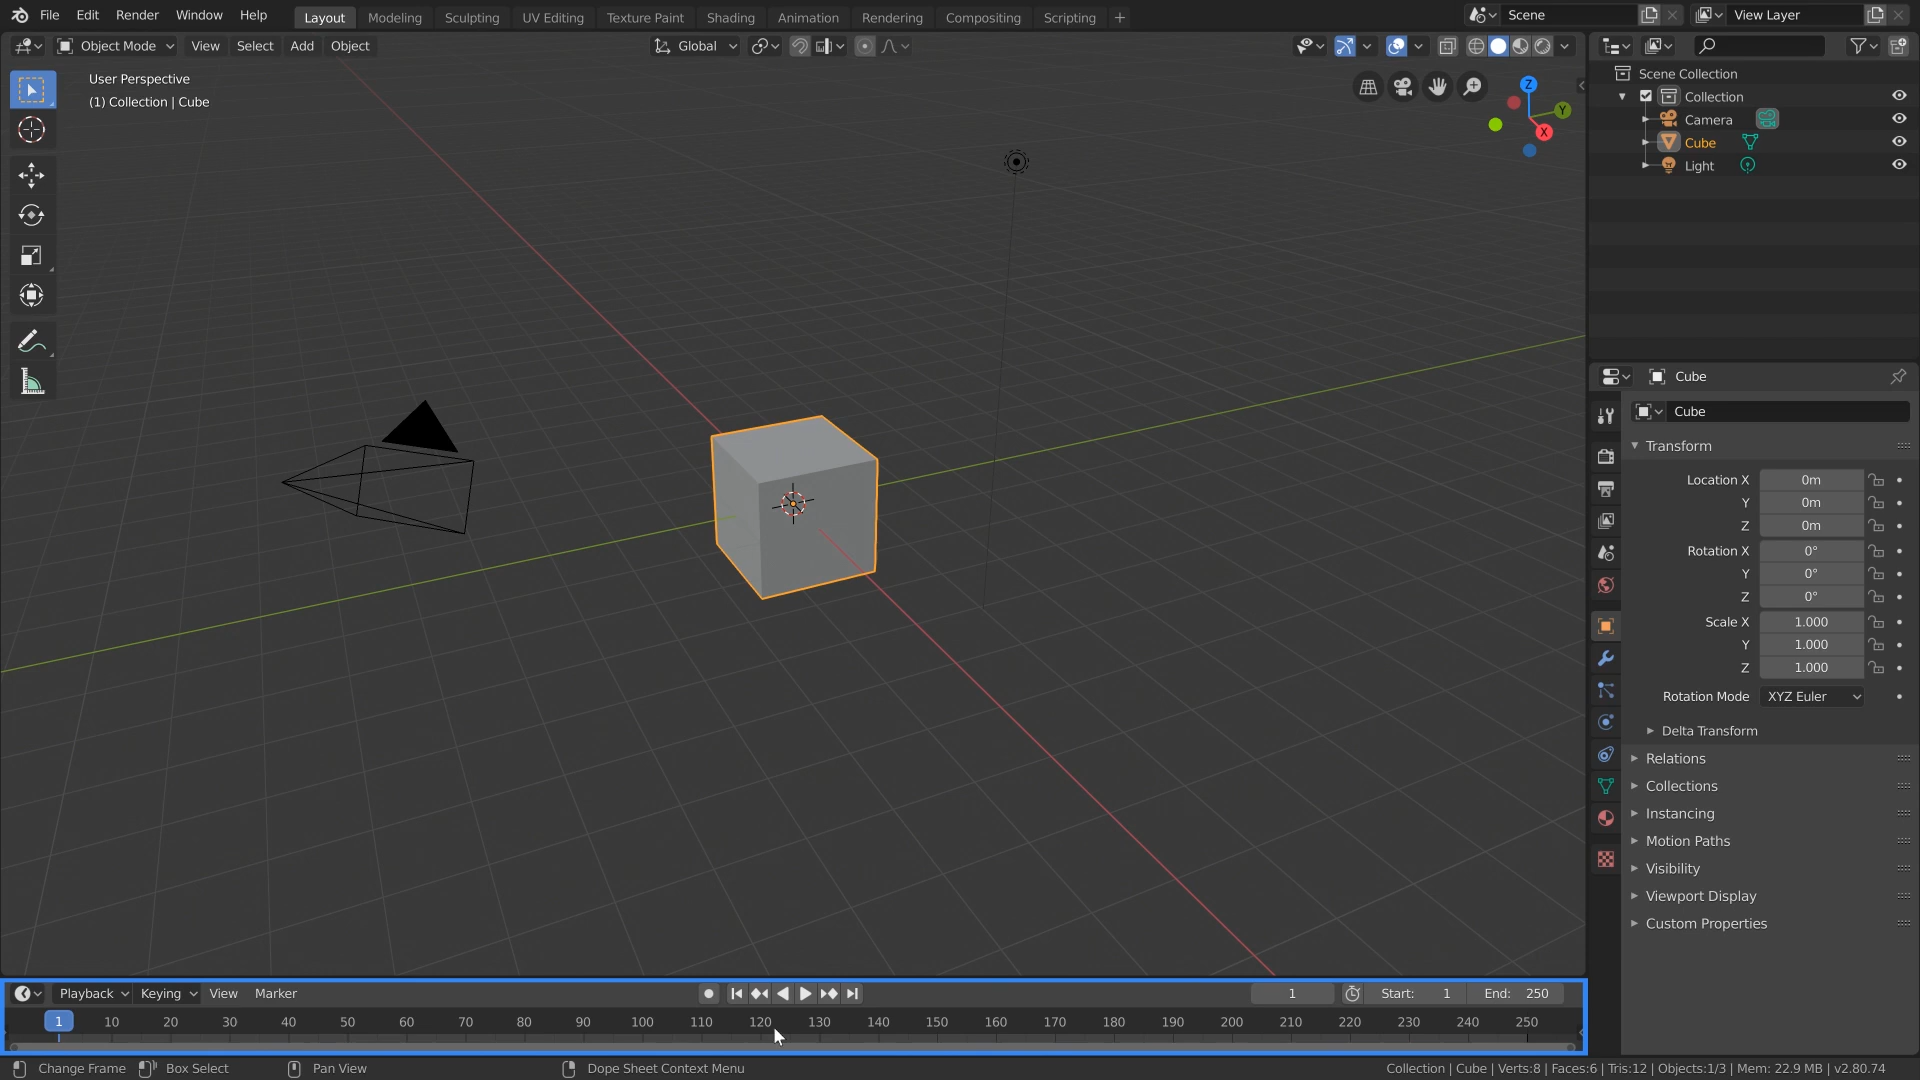 File Edit Render Window Help Layout Modeling Sculpting UV Editing Texture Paint Shading Animation Rendering Compositing Scripting + Scene View Layer
Object Mode View Select Add Object Global
User Perspective
(1) Collection | Cube
Z
Y
X
Scene Collection
Collection
Camera
Cube
Light
Cube
Cube
Transform
Location X 0m
Y 0m
Z 0m
Rotation X 0°
Y 0°
Z 0°
Scale X 1.000
Y 1.000
Z 1.000
Rotation Mode XYZ Euler
Delta Transform
Relations
Collections
Instancing
Motion Paths
Visibility
Viewport Display
Custom Properties
Playback Keying View Marker 1 Start: 1 End: 250
1 10 20 30 40 50 60 70 80 90 100 110 120 130 140 150 160 170 180 190 200 210 220 230 240 250
Change Frame Box Select Pan View Dope Sheet Context Menu Collection | Cube | Verts:8 | Faces:6 | Tris:12 | Objects:1/3 | Mem: 22.9 MB | v2.80.74